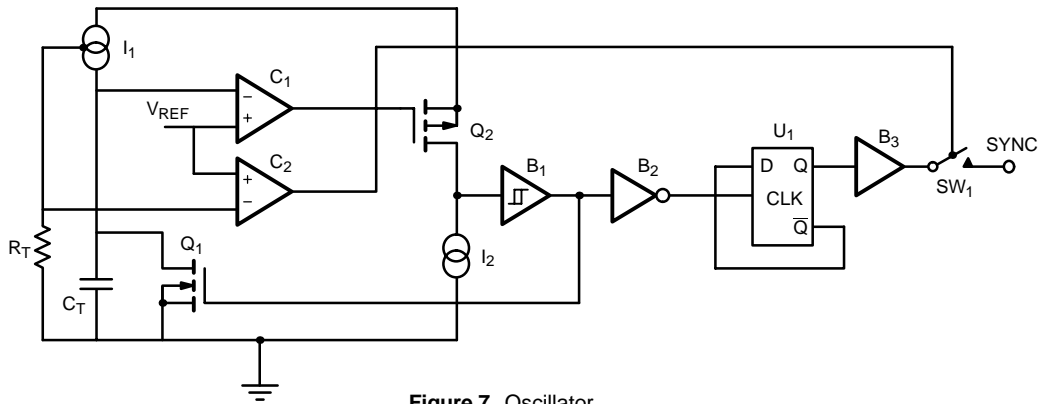 I1
C1
−
+
VREF
Q2
U1
B3
SYNC
C2
+
−
B1
B2
D Q
CLK
Q̅
SW1
RT
Q1
I2
CT
Figure 7. Oscillator